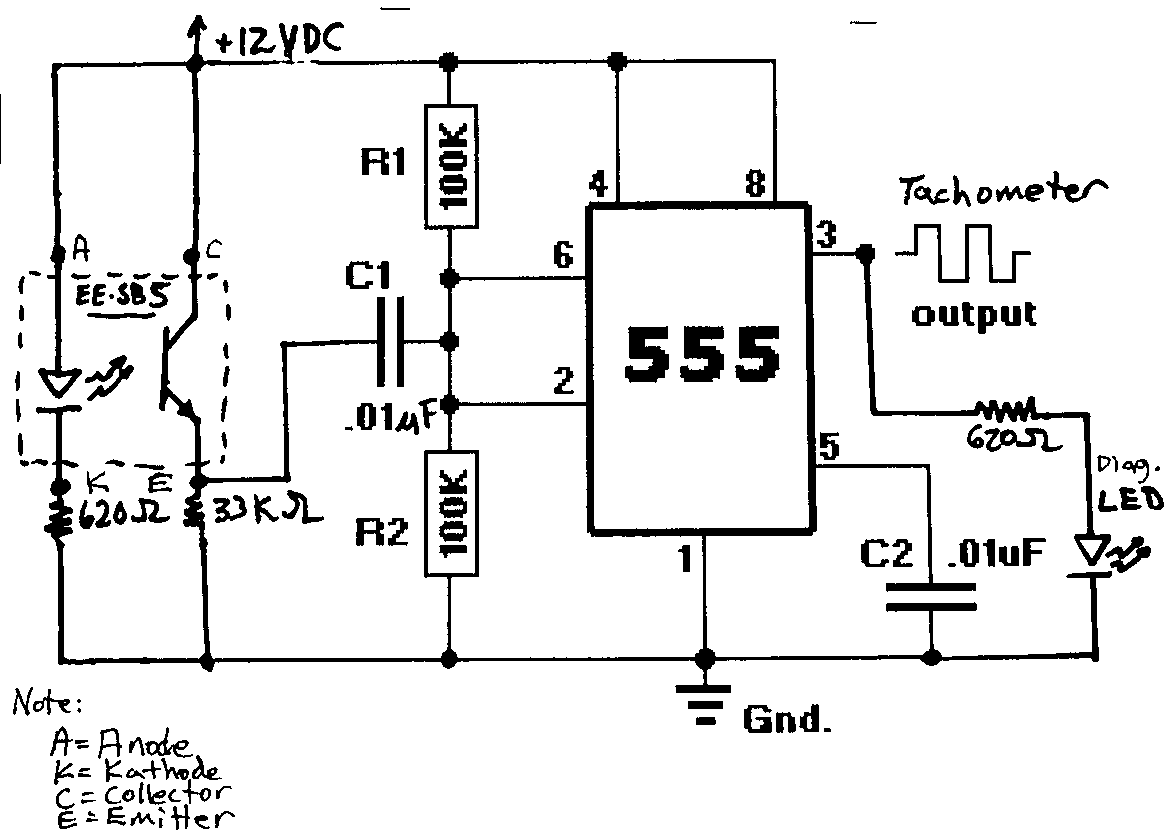 +12VDC
R1
100K
4
8
Tachometer
3
output
A
C
EE-SB5
6
C1
555
2
.01µF
5
620Ω
Diag.
LED
K
E
620Ω
33KΩ
R2
100K
1
C2
.01uF
Gnd.
Note:
A= Anode
K= Kathode
C= Collector
E= Emitter